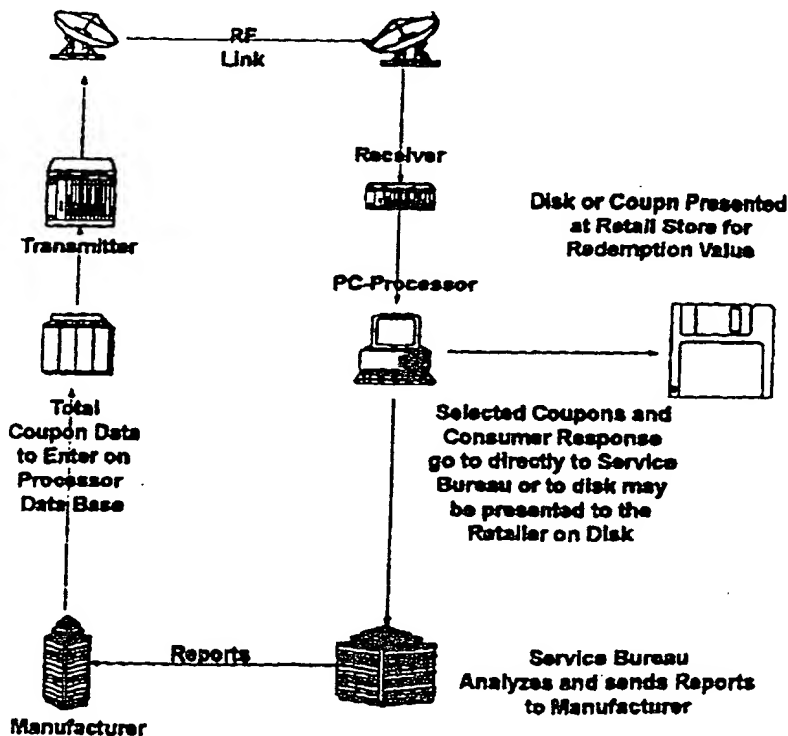 RF
Link
Receiver
Transmitter
Disk or Coupn Presented
at Retail Store for
Redemption Value
PC-Processor
Total
Coupon Data
to Enter on
Processor
Data Base
Selected Coupons and
Consumer Response
go to directly to Service
Bureau or to disk may
be presented to the
Retailer on Disk
Reports
Manufacturer
Service Bureau
Analyzes and sends Reports
to Manufacturer